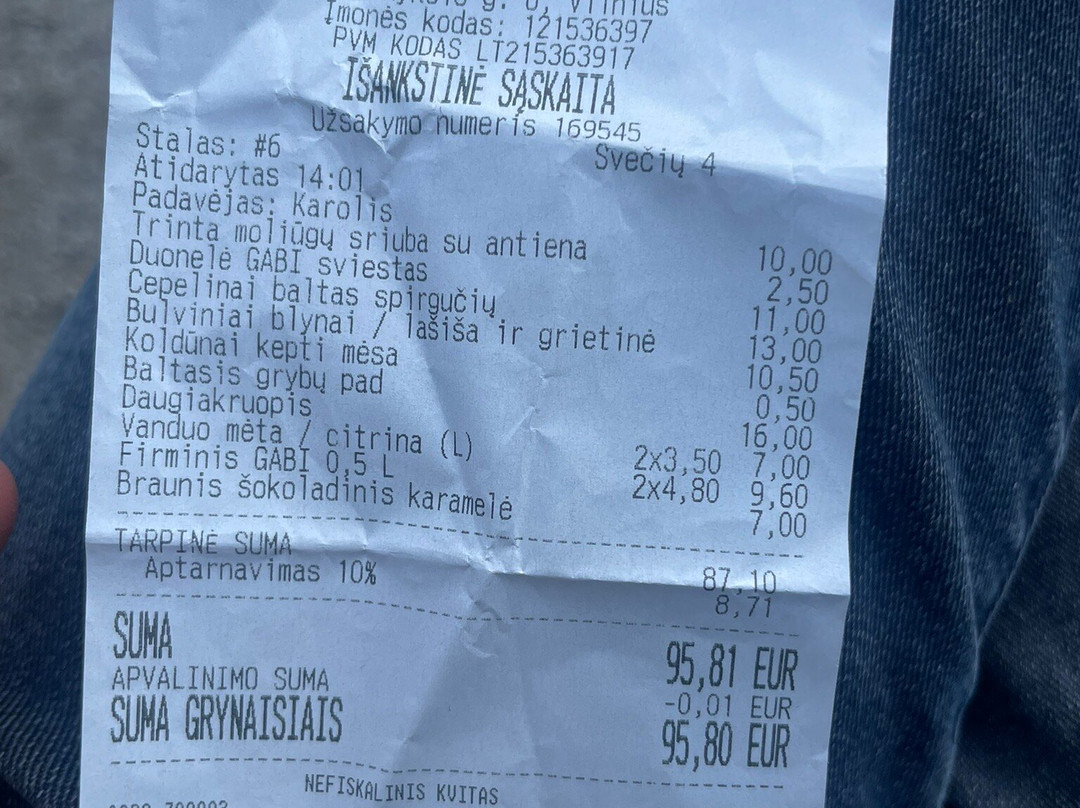 g. 6, Vilnius
Įmonės kodas: 121536397
PVM KODAS LT215363917
IŠANKSTINĖ SĄSKAITA
Užsakymo numeris 169545
Stalas: #6 Svečių 4
Atidarytas 14:01
Padavėjas: Karolis
Trinta moliūgų sriuba su antiena 10,00
Duonelė GABI sviestas 2,50
Cepelinai baltas spirgučių 11,00
Bulviniai blynai / lašiša ir grietinė 13,00
Koldūnai kepti mėsa 10,50
Baltasis grybų pad 0,50
Daugiakruopis 16,00
Vanduo mėta / citrina (L) 2x3,50 7,00
Firminis GABI 0,5 L 2x4,80 9,60
Braunis šokoladinis karamelė 7,00
TARPINĖ SUMA 87,10
Aptarnavimas 10% 8,71
SUMA 95,81 EUR
APVALINIMO SUMA -0,01 EUR
SUMA GRYNAISIAIS 95,80 EUR
NEFISKALINIS KVITAS